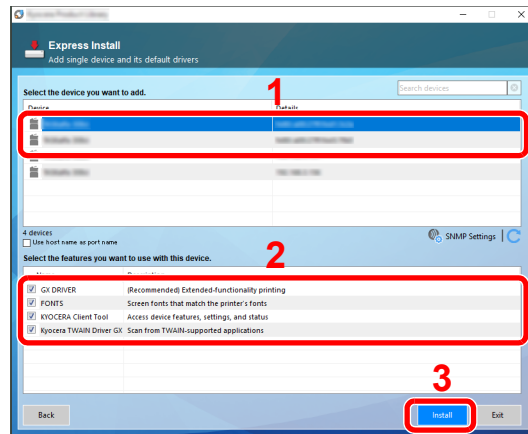 Express Install
Add single device and its default drivers
1
Select the device you want to add.
Search devices
Device Details
4 devices
SNMP Settings
Use host name as port name
2
Select the features you want to use with this device.
GX DRIVER (Recommended) Extended-functionality printing
FONTS Screen fonts that match the printer's fonts
KYOCERA Client Tool Access device features, settings, and status
Kyocera TWAIN Driver GX Scan from TWAIN-supported applications
3
Back Install Exit